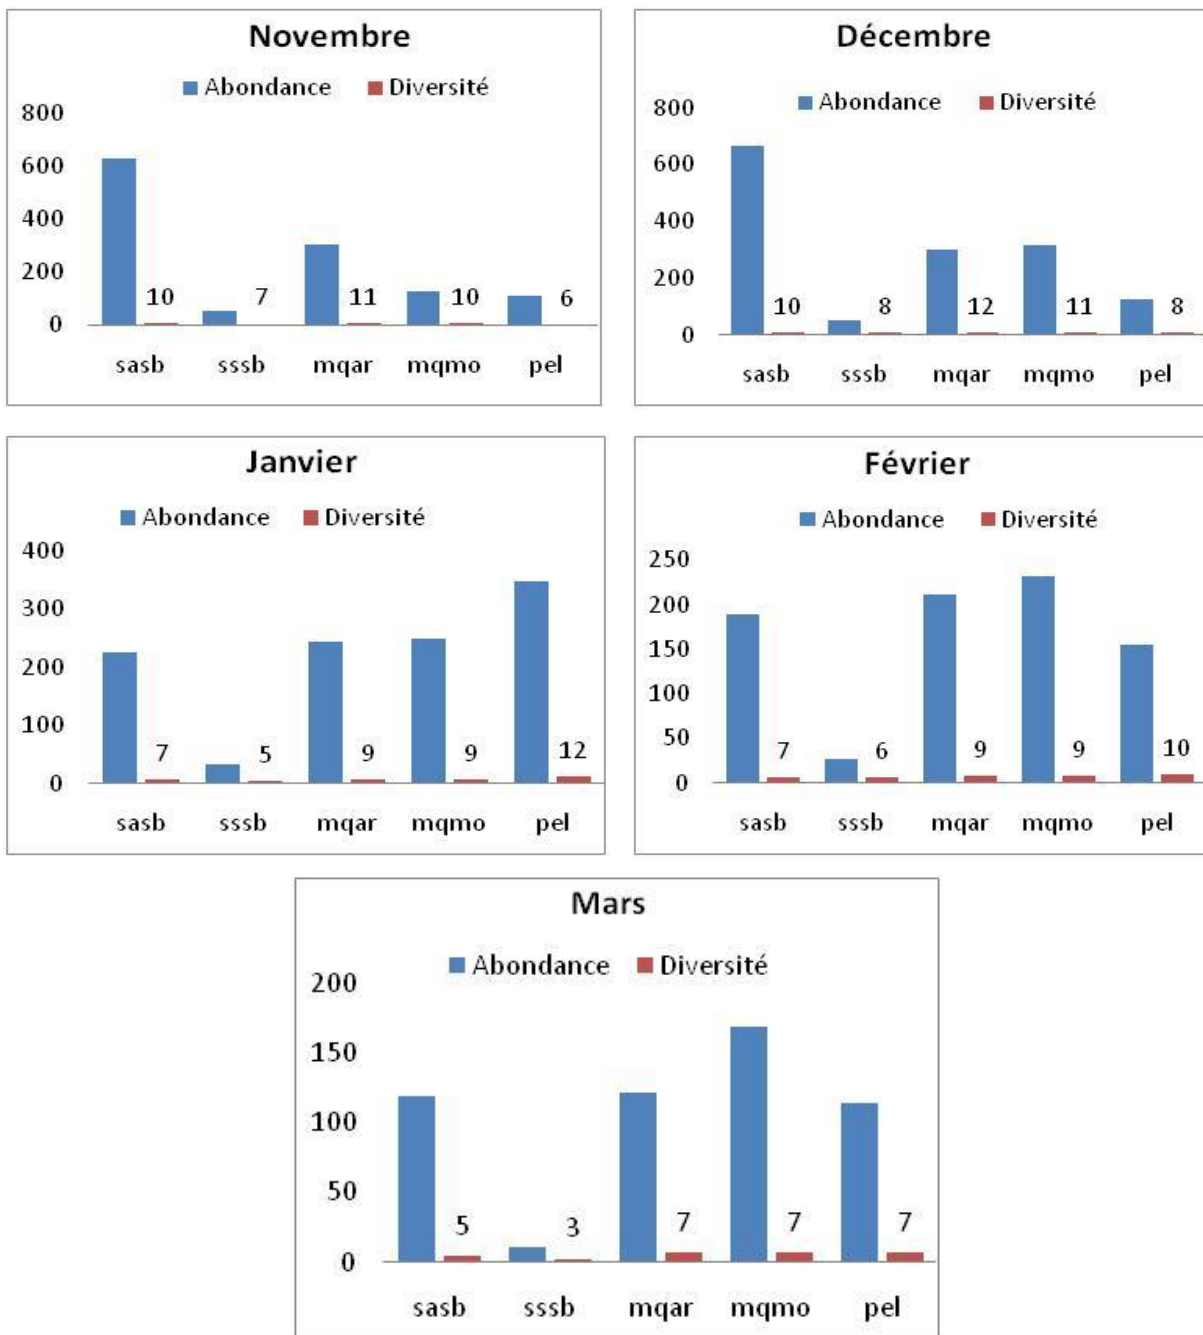 Novembre
Abondance Diversité
800
600
400
200
0
10 7 11 10 6
sasb sssb mqar mqmo pel
Décembre
Abondance Diversité
800
600
400
200
0
10 8 12 11 8
sasb sssb mqar mqmo pel
Janvier
Abondance Diversité
400
300
200
100
0
7 5 9 9 12
sasb sssb mqar mqmo pel
Février
Abondance Diversité
250
200
150
100
50
0
7 6 9 9 10
sasb sssb mqar mqmo pel
Mars
Abondance Diversité
200
150
100
50
0
5 3 7 7 7
sasb sssb mqar mqmo pel